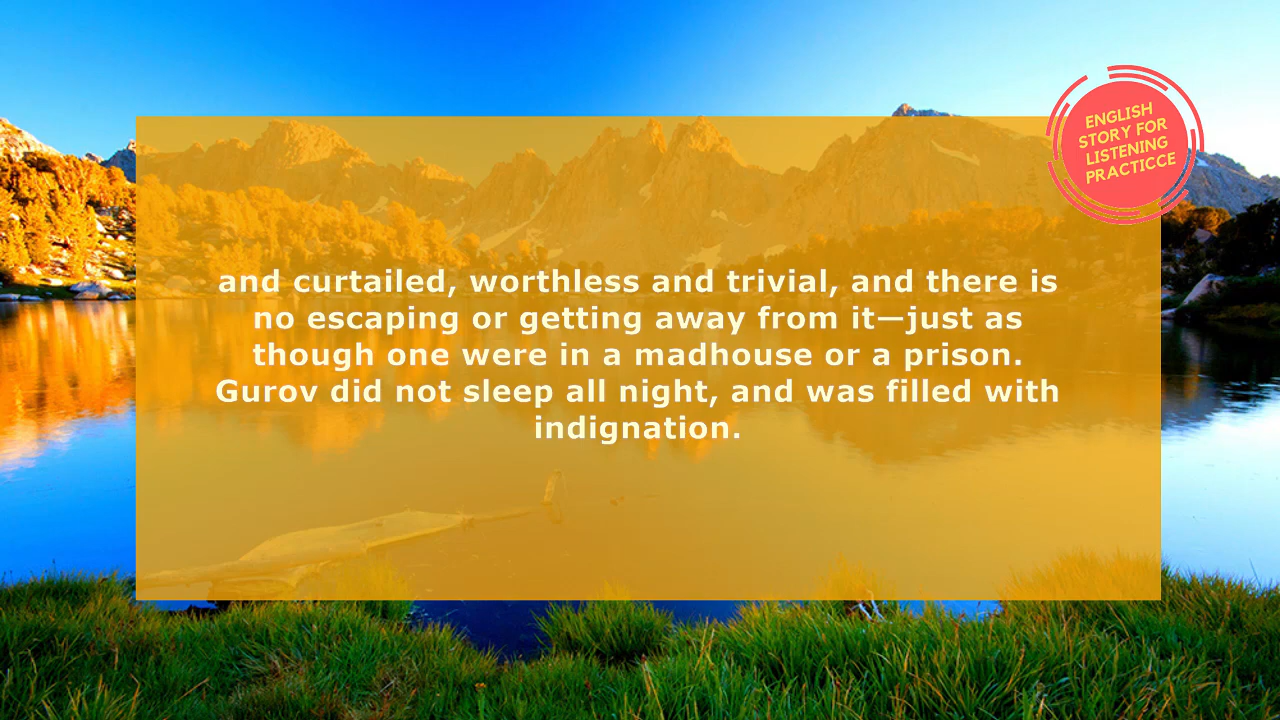 ENGLISH
STORY FOR
LISTENING
PRACTICCE
and curtailed, worthless and trivial, and there is
no escaping or getting away from it—just as
though one were in a madhouse or a prison.
Gurov did not sleep all night, and was filled with
indignation.